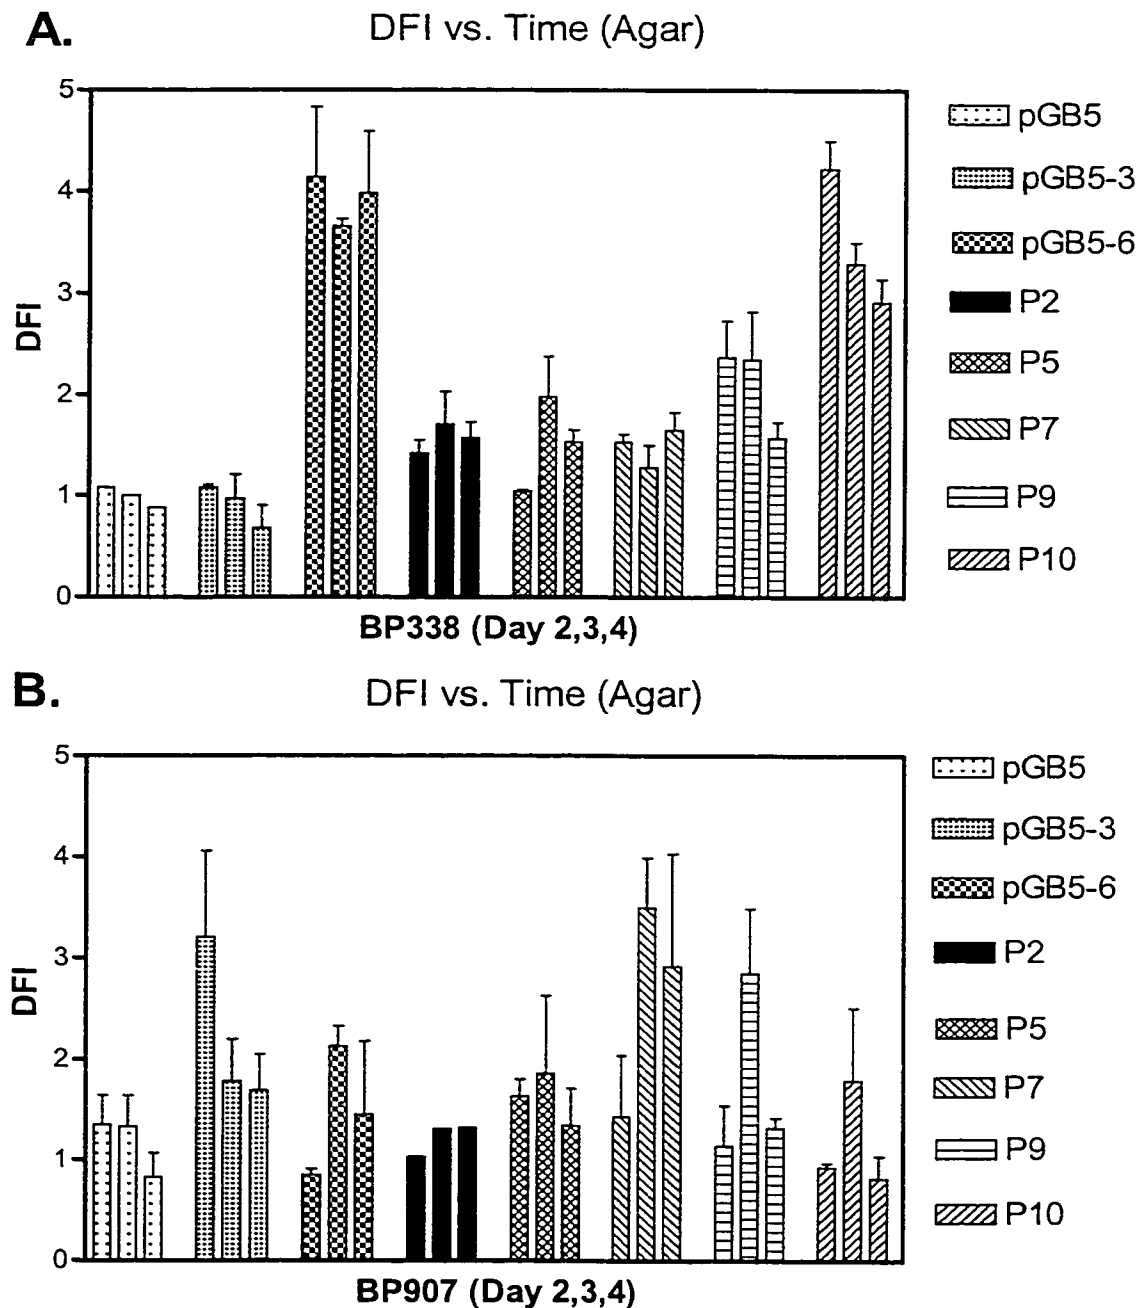 A.
DFI vs. Time (Agar)
5
4
3
2
1
0
DFI
BP338 (Day 2,3,4)
pGB5
pGB5-3
pGB5-6
P2
P5
P7
P9
P10
B.
DFI vs. Time (Agar)
5
4
3
2
1
0
DFI
BP907 (Day 2,3,4)
pGB5
pGB5-3
pGB5-6
P2
P5
P7
P9
P10